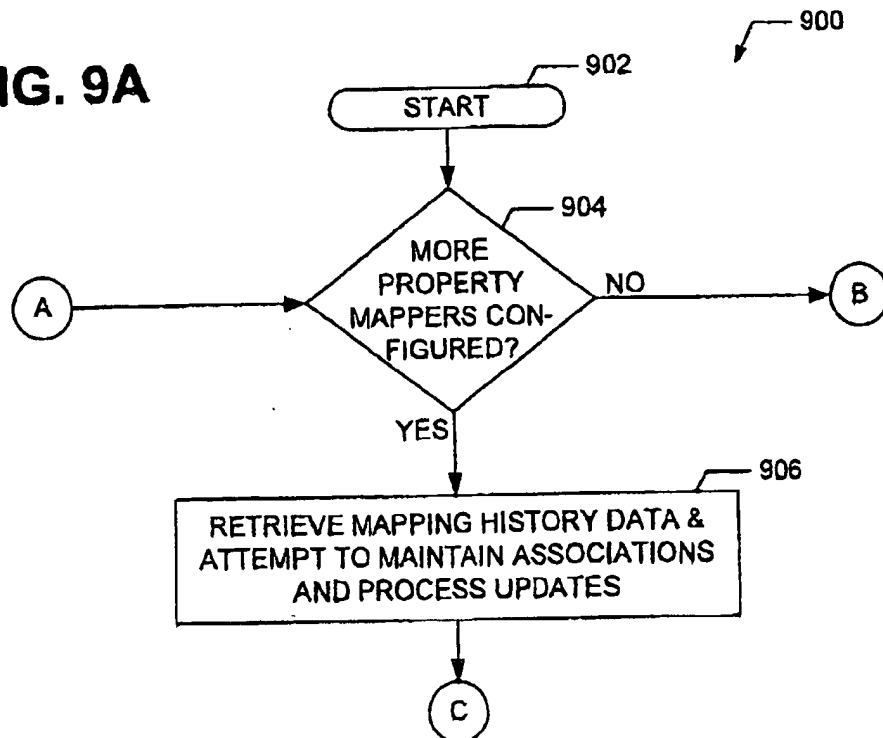 900
IG. 9A
902
START
904
MORE
PROPERTY
MAPPERS CON-
FIGURED?
A
NO
B
YES
906
RETRIEVE MAPPING HISTORY DATA &
ATTEMPT TO MAINTAIN ASSOCIATIONS
AND PROCESS UPDATES
C